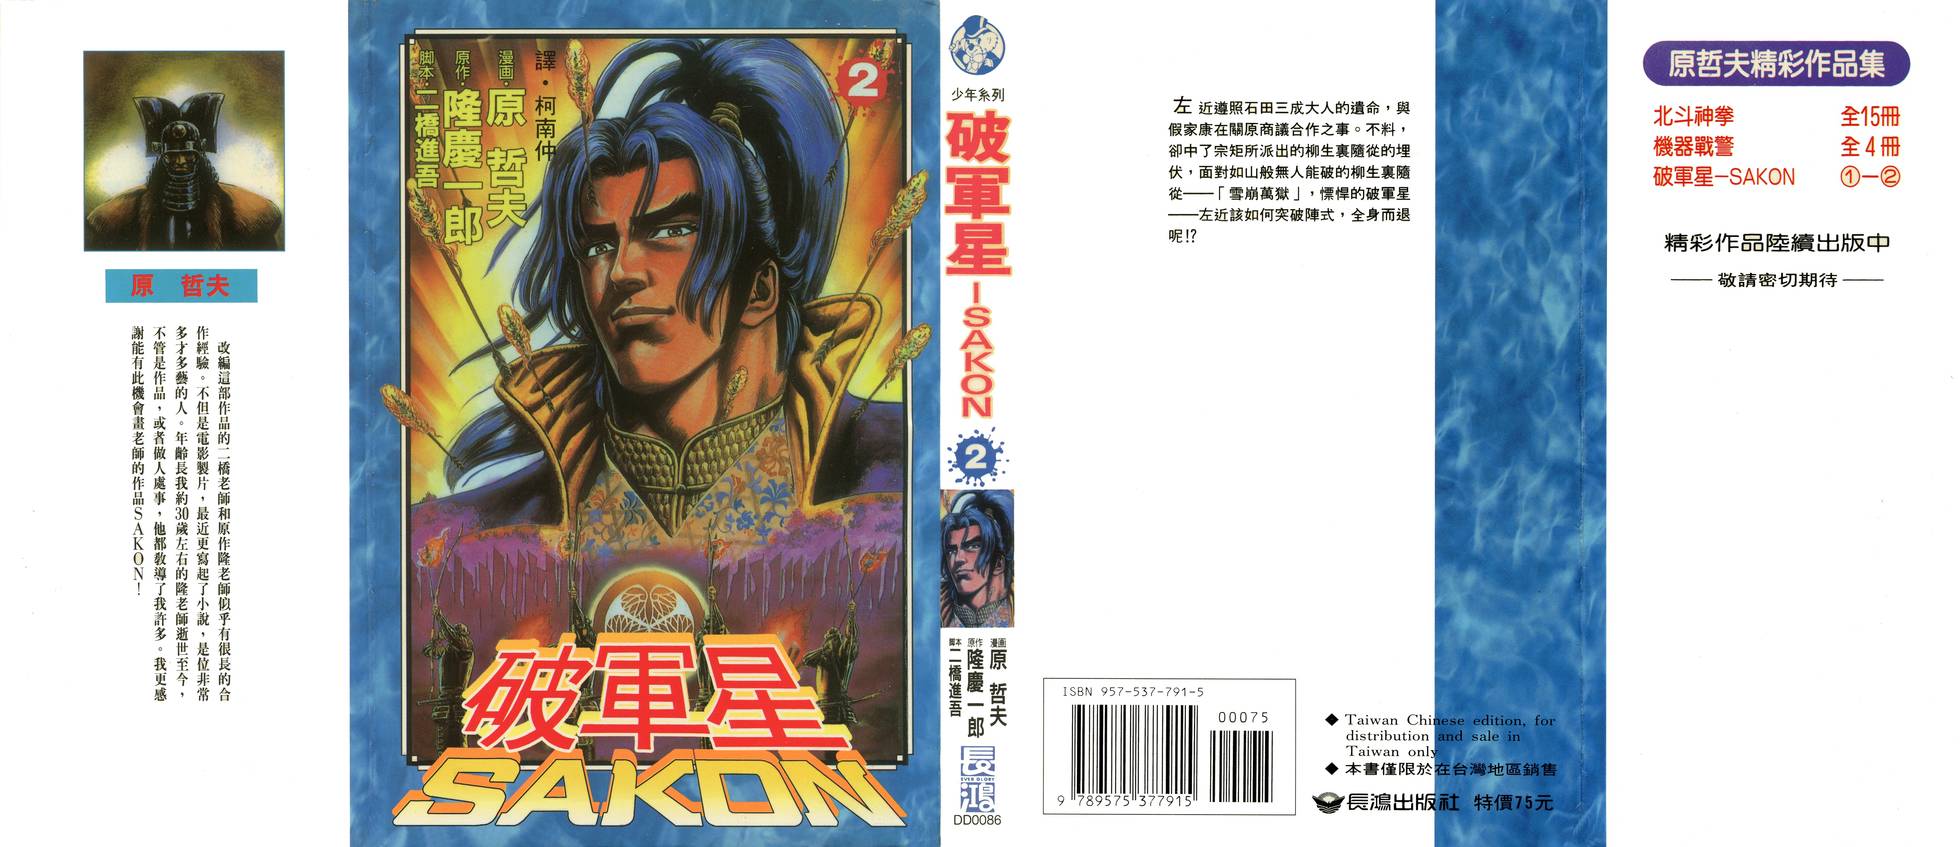 原 哲夫
改編這部作品的二橋老師和原作隆老師似乎有很長的合
作經驗。不但是電影製片，最近更寫起了小說，是位非常
多才多藝的人。年齡長我約30歲左右的隆老師逝世至今，
不管是作品，或者做人處事，他都教導了我許多。我更感
謝能有此機會畫老師的作品SAKON！
2
譯・柯南仲
漫画・原 哲夫
原作・隆慶一郎
脚本・二橋進吾
破軍星
SAKON
少年系列
破軍星
—SAKON
2
漫画 原 哲夫
原作 隆慶一郎
脚本 二橋進吾
長鴻
EVER GLORY
DD0086
左近遵照石田三成大人的遺命，與
假家康在關原商議合作之事。不料，
卻中了宗矩所派出的柳生裏隨從的埋
伏，面對如山般無人能破的柳生裏隨
從——「雪崩萬獄」，慓悍的破軍星
——左近該如何突破陣式，全身而退
呢!?
ISBN 957-537-791-5
00075
9 789575 377915
◆ Taiwan Chinese edition, for
distribution and sale in
Taiwan only
◆ 本書僅限於在台灣地區銷售
長鴻出版社 特價75元
原哲夫精彩作品集
北斗神拳 全15冊
機器戰警 全4冊
破軍星—SAKON ①—②
精彩作品陸續出版中
—— 敬請密切期待 ——